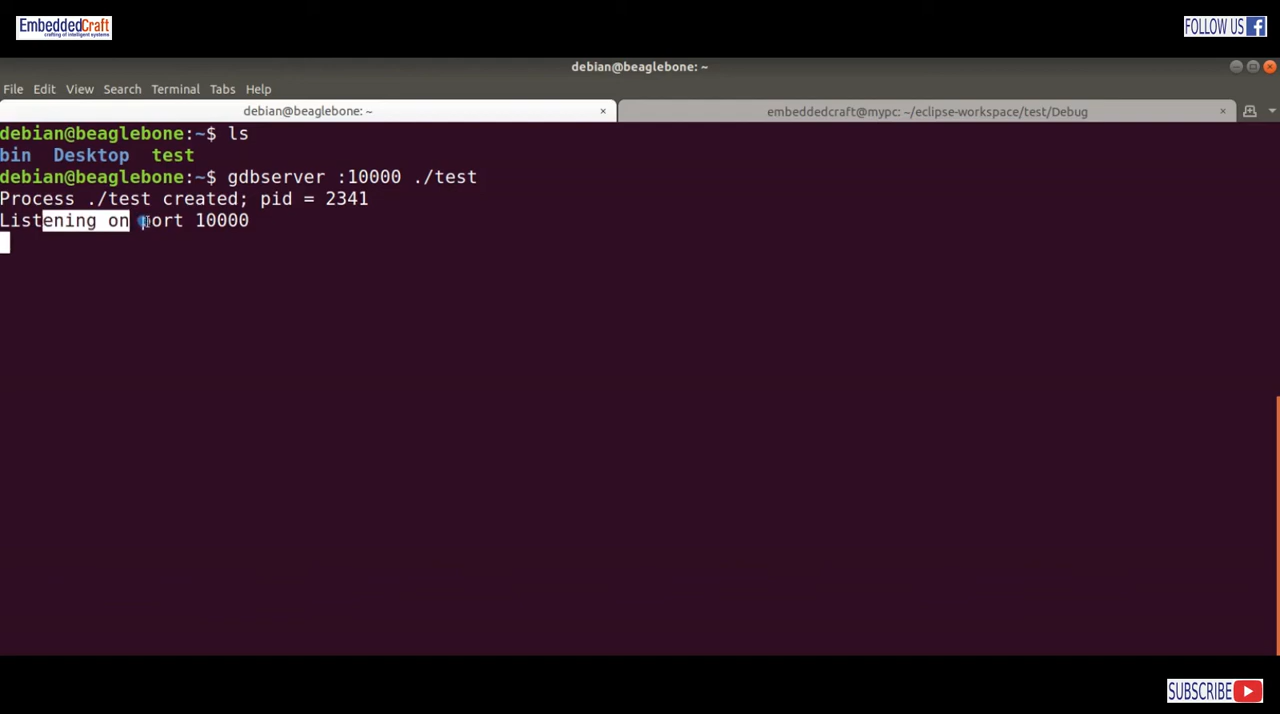 EmbeddedCraft
crafting of intelligent systems
FOLLOW US f
debian@beaglebone: ~
File Edit View Search Terminal Tabs Help
debian@beaglebone: ~ × embeddedcraft@mypc: ~/eclipse-workspace/test/Debug ×
debian@beaglebone:~$ ls
bin Desktop test
debian@beaglebone:~$ gdbserver :10000 ./test
Process ./test created; pid = 2341
Listening on port 10000
SUBSCRIBE